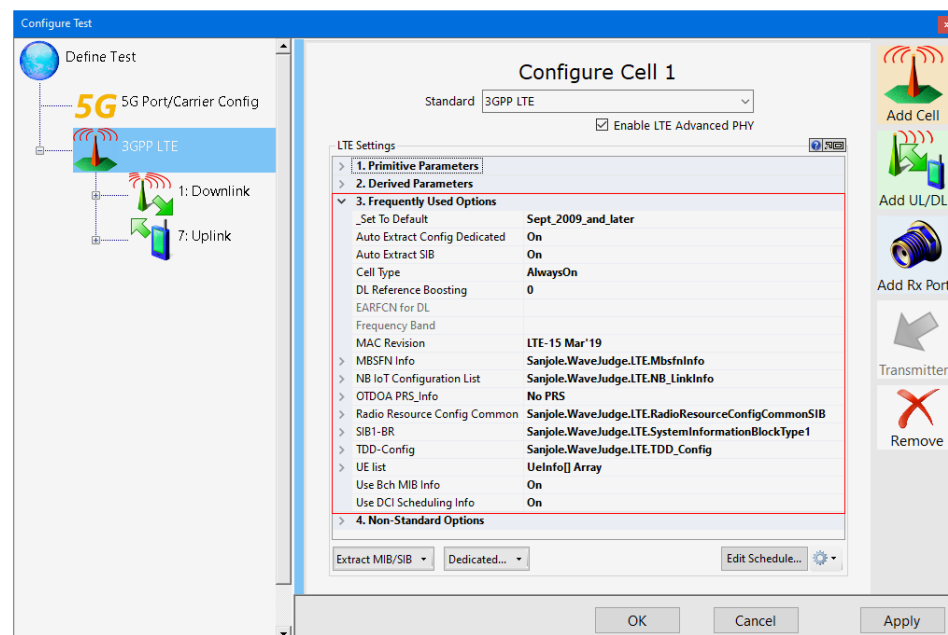 Configure Test
Define Test
5G 5G Port/Carrier Config
3GPP LTE
1: Downlink
7: Uplink
Configure Cell 1
Standard 3GPP LTE
Enable LTE Advanced PHY
LTE Settings
1. Primitive Parameters
2. Derived Parameters
3. Frequently Used Options
_Set To Default Sept_2009_and_later
Auto Extract Config Dedicated On
Auto Extract SIB On
Cell Type AlwaysOn
DL Reference Boosting 0
EARFCN for DL
Frequency Band
MAC Revision LTE-15 Mar'19
MBSFN Info Sanjole.WaveJudge.LTE.MbsfnInfo
NB IoT Configuration List Sanjole.WaveJudge.LTE.NB_LinkInfo
OTDOA PRS_Info No PRS
Radio Resource Config Common Sanjole.WaveJudge.LTE.RadioResourceConfigCommonSIB
SIB1-BR Sanjole.WaveJudge.LTE.SystemInformationBlockType1
TDD-Config Sanjole.WaveJudge.LTE.TDD_Config
UE list UeInfo[] Array
Use Bch MIB Info On
Use DCI Scheduling Info On
4. Non-Standard Options
Extract MIB/SIB Dedicated... Edit Schedule...
OK Cancel Apply
Add Cell
Add UL/DL
Add Rx Port
Transmitter
Remove